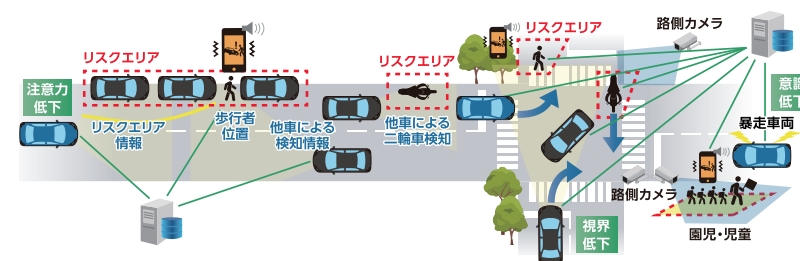 リスクエリア
注意力
低下
リスクエリア
情報
歩行者
位置
他車による
検知情報
リスクエリア
他車による
二輪車検知
リスクエリア
路側カメラ
路側カメラ
視界
低下
意識
低下
暴走車両
園児・児童